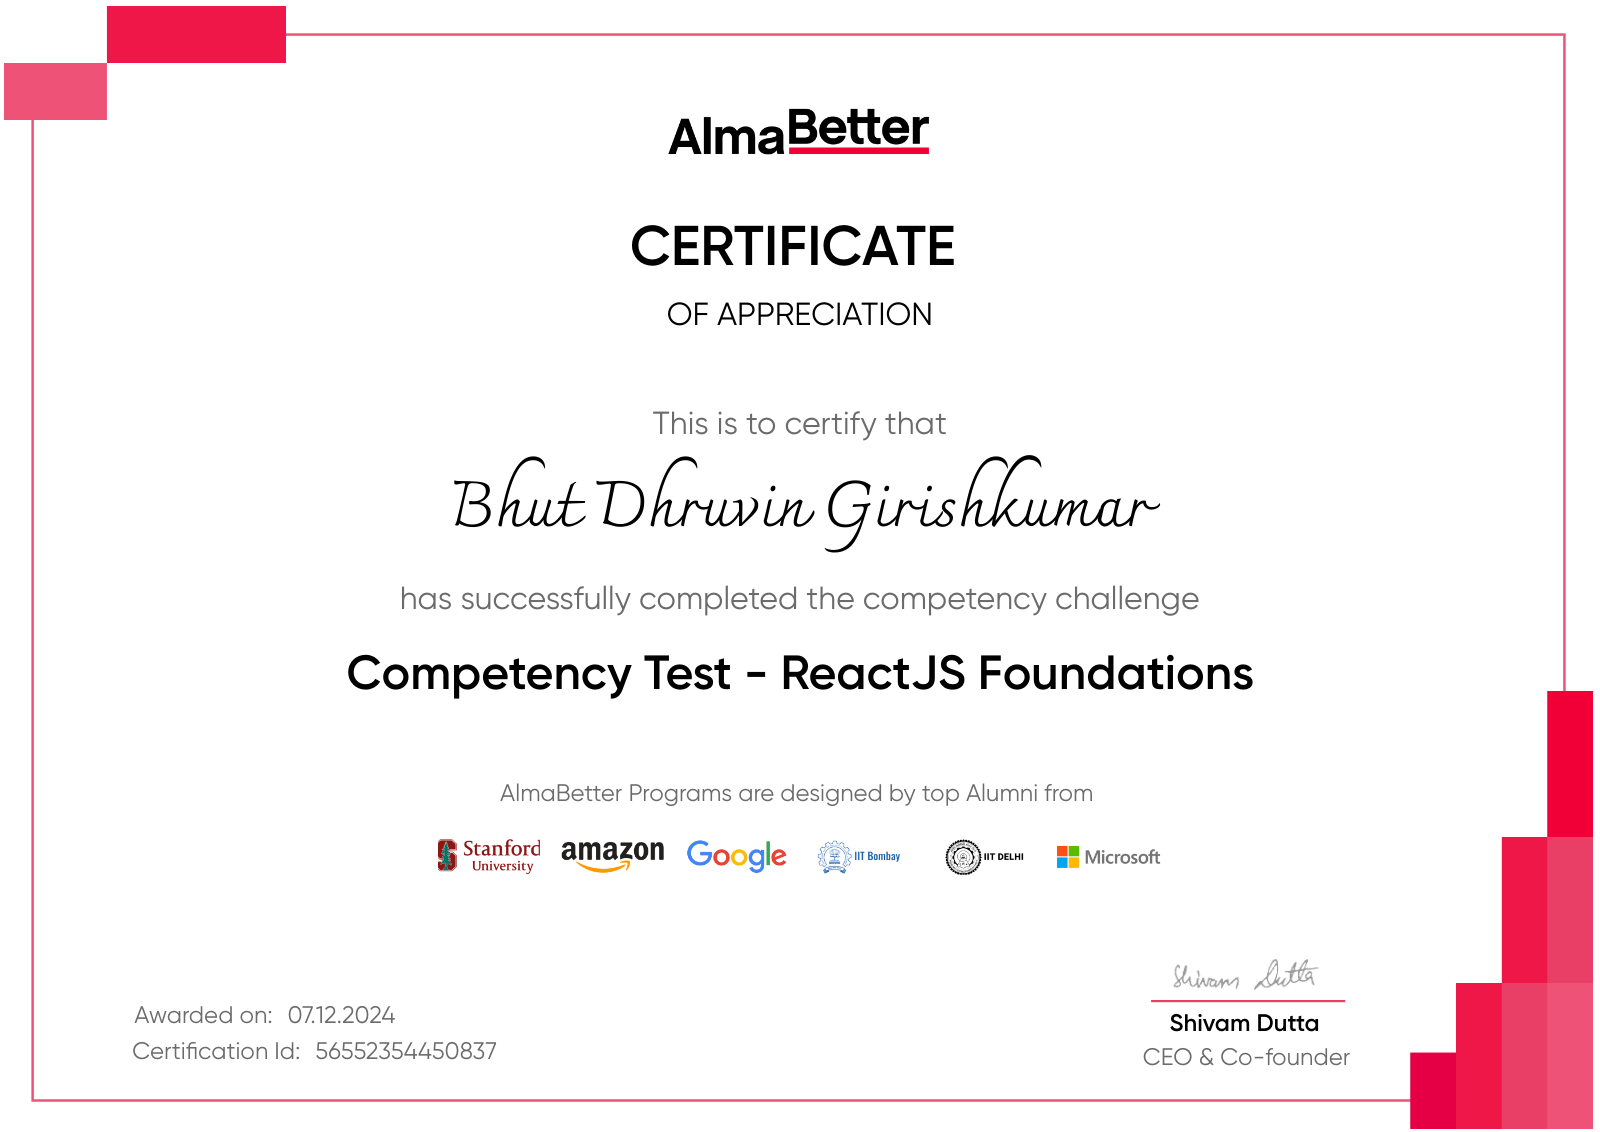 AlmaBetter
CERTIFICATE
OF APPRECIATION
This is to certify that
Bhut Dhruvin Girishkumar
has successfully completed the competency challenge
Competency Test - ReactJS Foundations
AlmaBetter Programs are designed by top Alumni from
Stanford University amazon Google IIT Bombay IIT DELHI Microsoft
Shivam Dutta
Awarded on: 07.12.2024
Certification Id: 56552354450837
Shivam Dutta
CEO & Co-founder